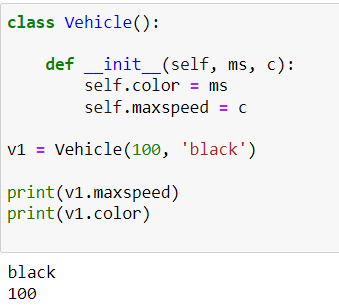 class Vehicle():
    def __init__(self, ms, c):
        self.color = ms
        self.maxspeed = c
v1 = Vehicle(100, 'black')
print(v1.maxspeed)
print(v1.color)
black
100